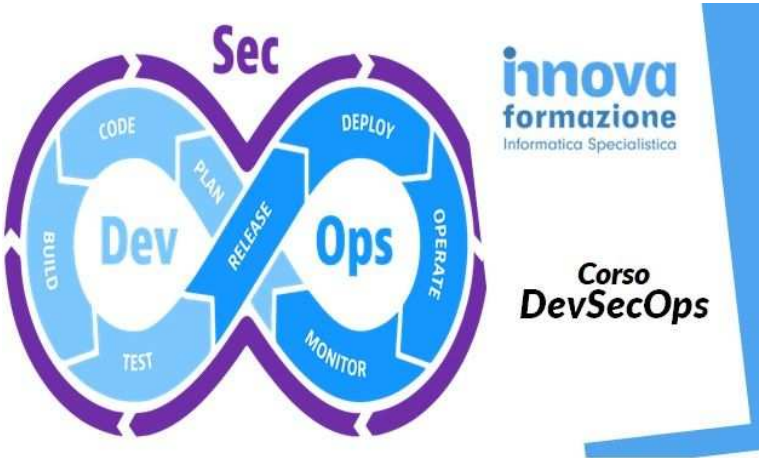 Sec
CODE
PLAN
BUILD
Dev
TEST
RELEASE
DEPLOY
Ops
OPERATE
MONITOR
innova
formazione
Informatica Specialistica
Corso
DevSecOps